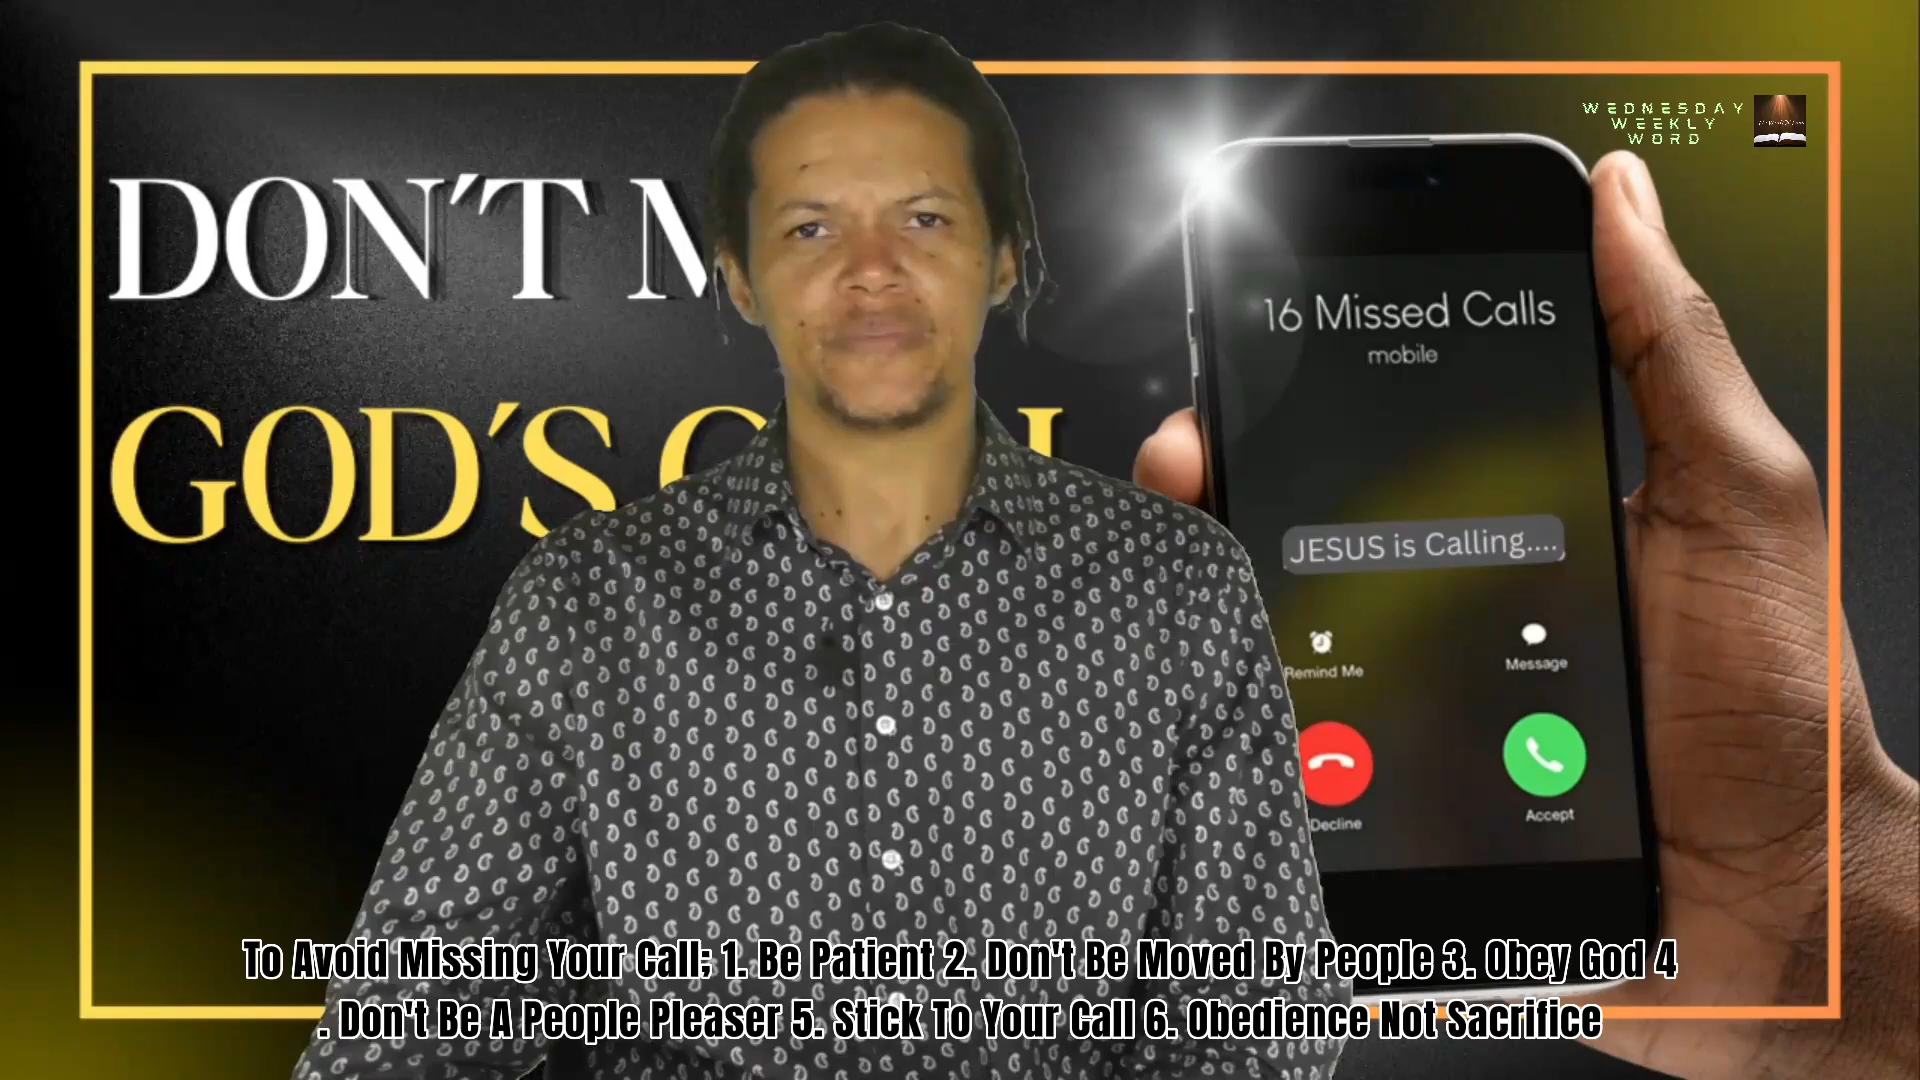 WEDNESDAY
WEEKLY
WORD
DON'T M
GOD'S
16 Missed Calls
mobile
JESUS is Calling....
Remind Me
Message
Decline
Accept
To Avoid Missing Your Call; 1. Be Patient 2. Don't Be Moved By People 3. Obey God 4
. Don't Be A People Pleaser 5. Stick To Your Call 6. Obedience Not Sacrifice